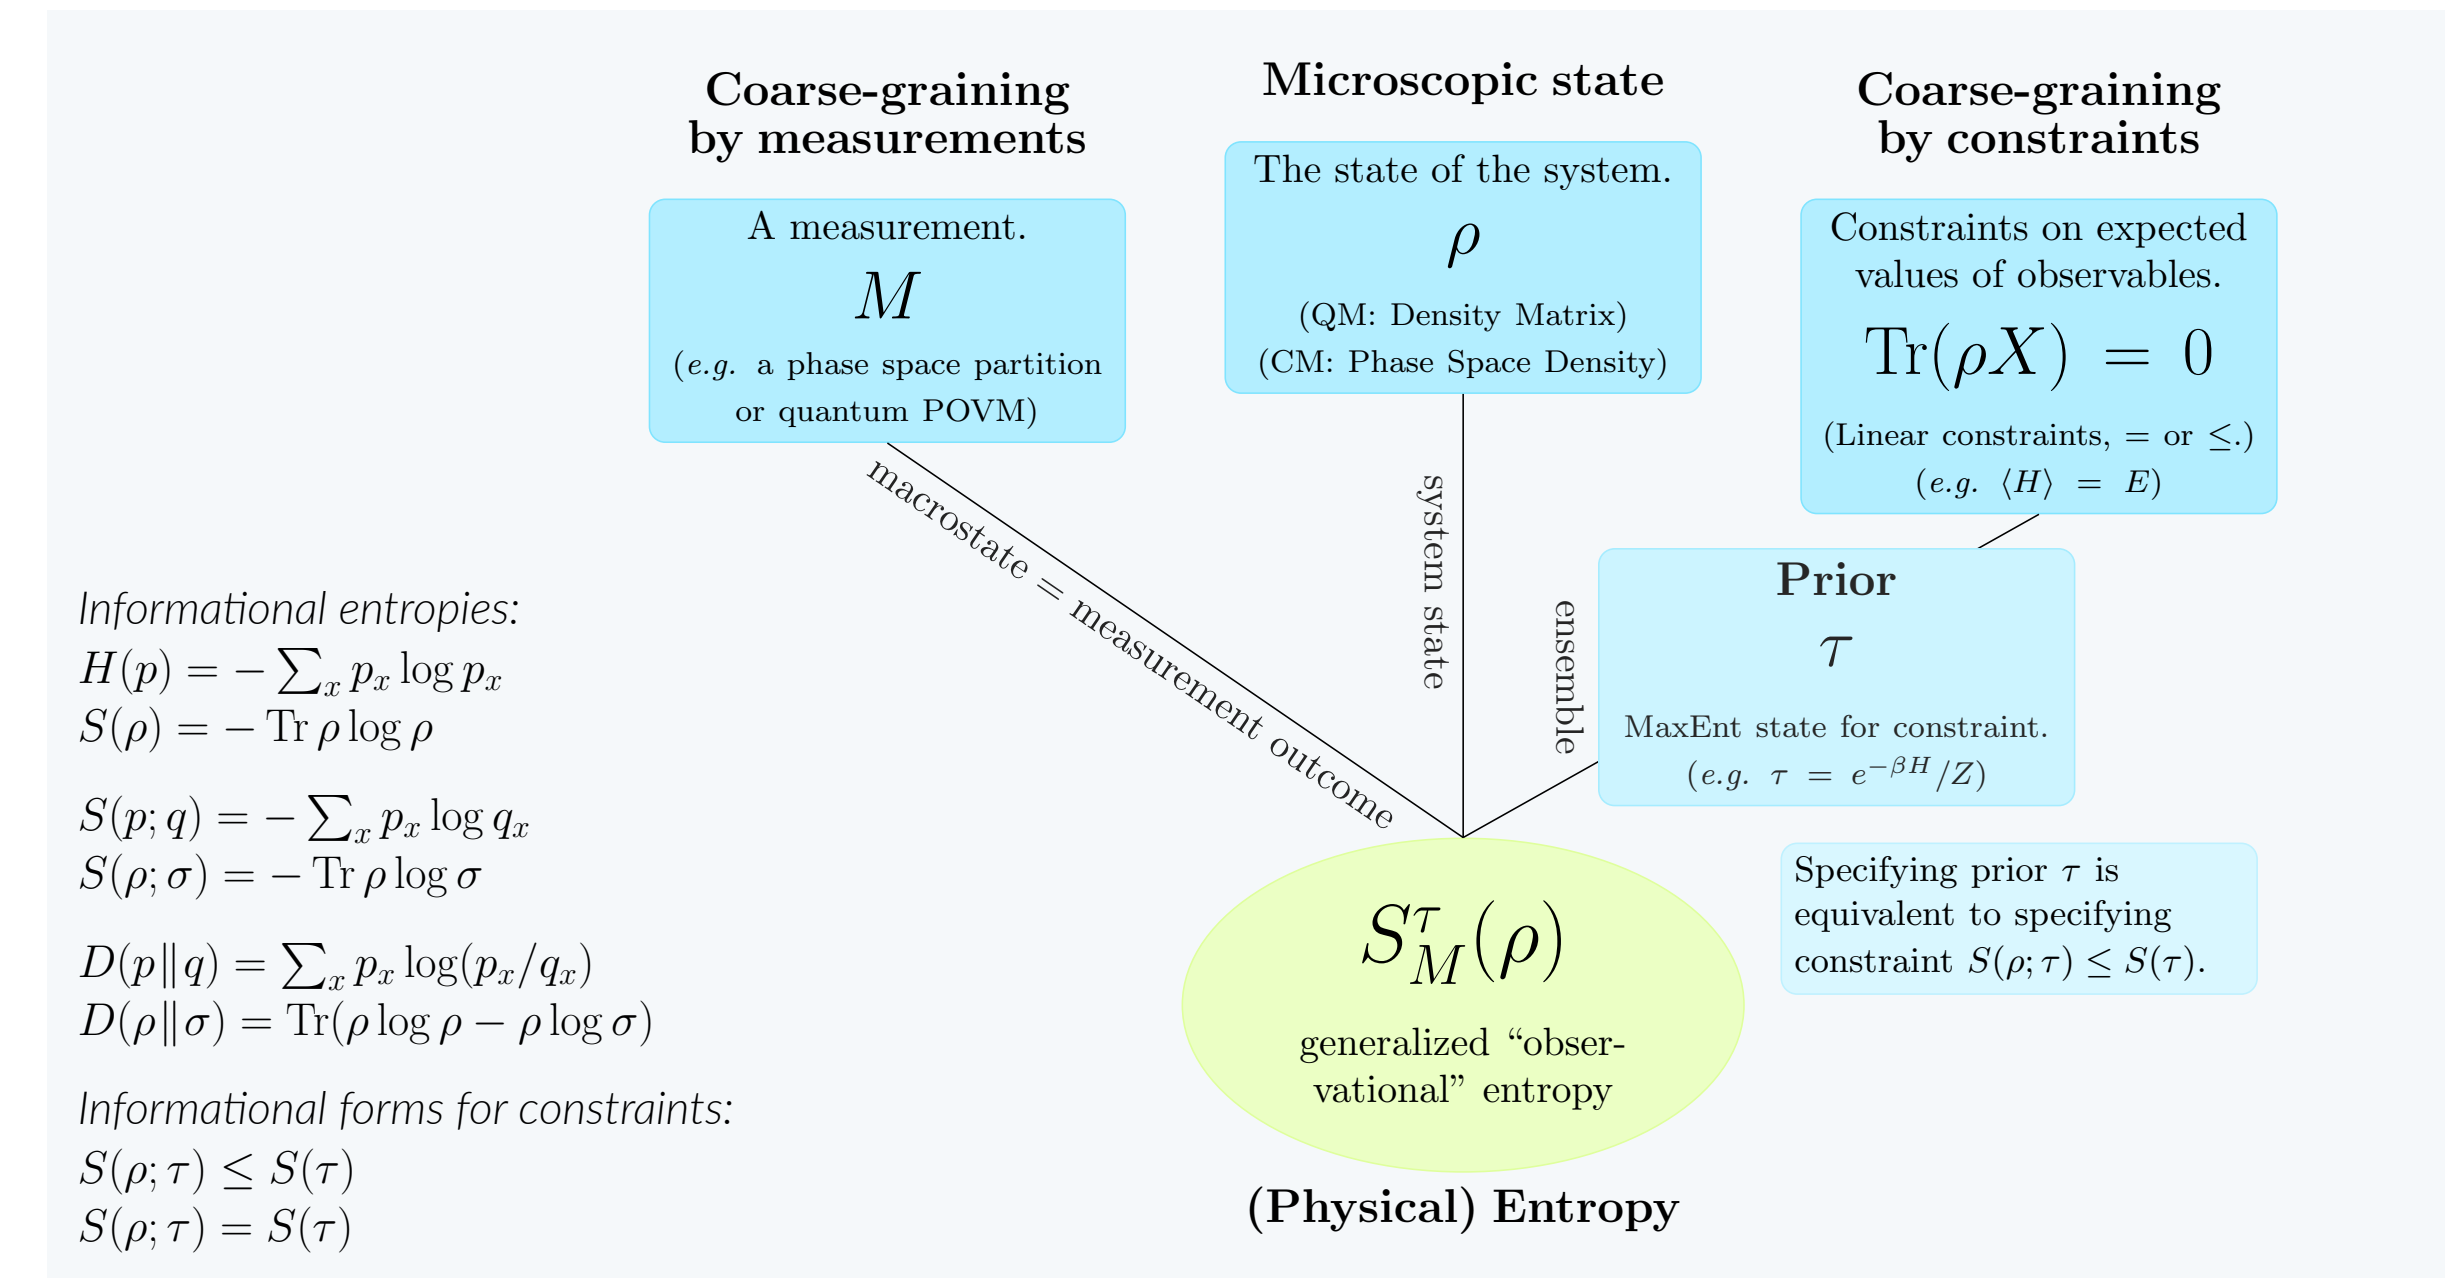 Coarse-graining
by measurements
A measurement.
M
(e.g. a phase space partition
or quantum POVM)
Microscopic state
The state of the system.
ρ
(QM: Density Matrix)
(CM: Phase Space Density)
Coarse-graining
by constraints
Constraints on expected
values of observables.
Tr(ρX) = 0
(Linear constraints, = or ≤.)
(e.g. ⟨H⟩ = E)
macrostate = measurement outcome
system state
ensemble
Prior
τ
MaxEnt state for constraint.
(e.g. τ = e^{−βH}/Z)
Specifying prior τ is
equivalent to specifying
constraint S(ρ; τ) ≤ S(τ).
S_M^τ(ρ)
generalized “obser-
vational” entropy
(Physical) Entropy
Informational entropies:
H(p) = − ∑_x p_x log p_x
S(ρ) = − Tr ρ log ρ
S(p; q) = − ∑_x p_x log q_x
S(ρ; σ) = − Tr ρ log σ
D(p∥q) = ∑_x p_x log(p_x/q_x)
D(ρ∥σ) = Tr(ρ log ρ − ρ log σ)
Informational forms for constraints:
S(ρ; τ) ≤ S(τ)
S(ρ; τ) = S(τ)